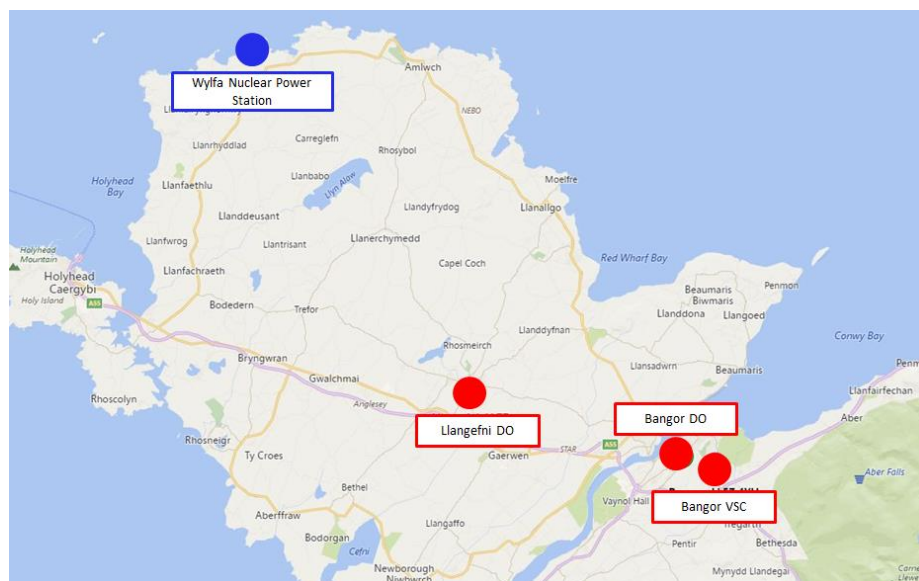 Amlwch
Wylfa Nuclear Power
Station
NEBO
Carreglefn
Llanrhyddlad
Rhosybol
Llanbabo
Llyn Alaw
Moelfre
Holyhead
Bay
Llanfaethlu
Llanddeusant
Llandyfrydog
Llanallgo
Llanfwrog
Llantrisant
Llanerchymedd
Holyhead
Mountain
Holyhead
Caergybi
Holy Island
A55
Llanfachraeth
Capel Coch
Red Wharf Bay
Penmon
Beaumaris
Biwmaris
Llanddona
Llangoed
Bodedern
Trefor
Llanddyfnan
Conwy Bay
Rhosmeirch
Bryngwran
Llansadwrn
Beaumaris
Gwalchmai
Llanfairfechan
Rhoscolyn
Anglesey
Aber
Llangefni DO
Bangor DO
Rhosneigr
STAR
A55
Ty Croes
Gaerwen
Aber Falls
Bethel
Vaynol Hall
Bangor VSC
Aberffraw
Llangaffo
Tregarth
Bodorgan
Cefni
Pentir
Bethesda
Newborough
Niwbwrch
Mynydd Llandegai